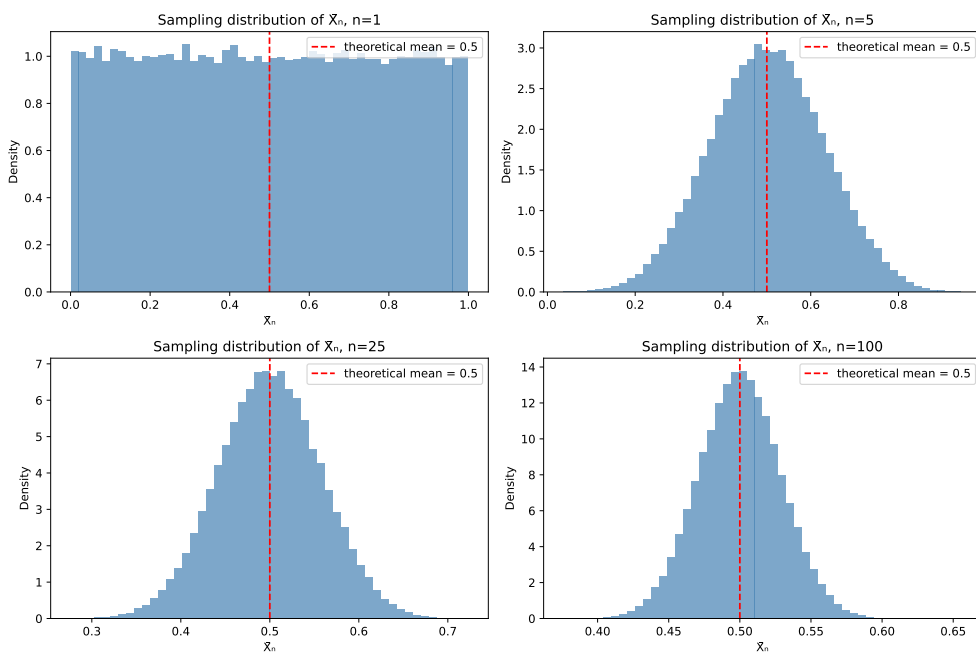 Sampling distribution of X̄ₙ, n=1
theoretical mean = 0.5
Density
1.0
0.8
0.6
0.4
0.2
0.0
0.0 0.2 0.4 0.6 0.8 1.0
X̄ₙ
Sampling distribution of X̄ₙ, n=5
theoretical mean = 0.5
Density
3.0
2.5
2.0
1.5
1.0
0.5
0.0
0.0 0.2 0.4 0.6 0.8
X̄ₙ
Sampling distribution of X̄ₙ, n=25
theoretical mean = 0.5
Density
7
6
5
4
3
2
1
0
0.3 0.4 0.5 0.6 0.7
X̄ₙ
Sampling distribution of X̄ₙ, n=100
theoretical mean = 0.5
Density
14
12
10
8
6
4
2
0
0.40 0.45 0.50 0.55 0.60 0.65
X̄ₙ